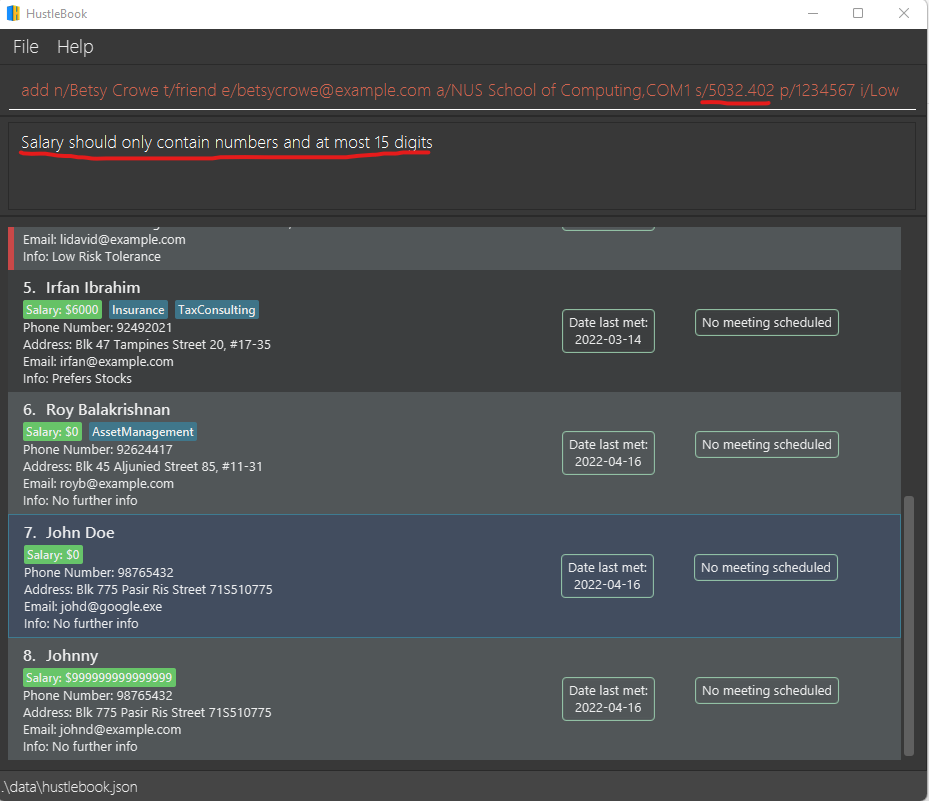 HustleBook
File Help
add n/Betsy Crowe t/friend e/betsycrowe@example.com a/NUS School of Computing,COM1 s/5032.402 p/1234567 i/Low
Salary should only contain numbers and at most 15 digits
Email: lidavid@example.com
Info: Low Risk Tolerance
5. Irfan Ibrahim
Salary: $6000 Insurance TaxConsulting
Phone Number: 92492021
Address: Blk 47 Tampines Street 20, #17-35
Email: irfan@example.com
Info: Prefers Stocks
Date last met:
2022-03-14
No meeting scheduled
6. Roy Balakrishnan
Salary: $0 AssetManagement
Phone Number: 92624417
Address: Blk 45 Aljunied Street 85, #11-31
Email: royb@example.com
Info: No further info
Date last met:
2022-04-16
No meeting scheduled
7. John Doe
Salary: $0
Phone Number: 98765432
Address: Blk 775 Pasir Ris Street 71S510775
Email: johd@google.exe
Info: No further info
Date last met:
2022-04-16
No meeting scheduled
8. Johnny
Salary: $999999999999999
Phone Number: 98765432
Address: Blk 775 Pasir Ris Street 71S510775
Email: johnd@example.com
Info: No further info
Date last met:
2022-04-16
No meeting scheduled
.\data\hustlebook.json